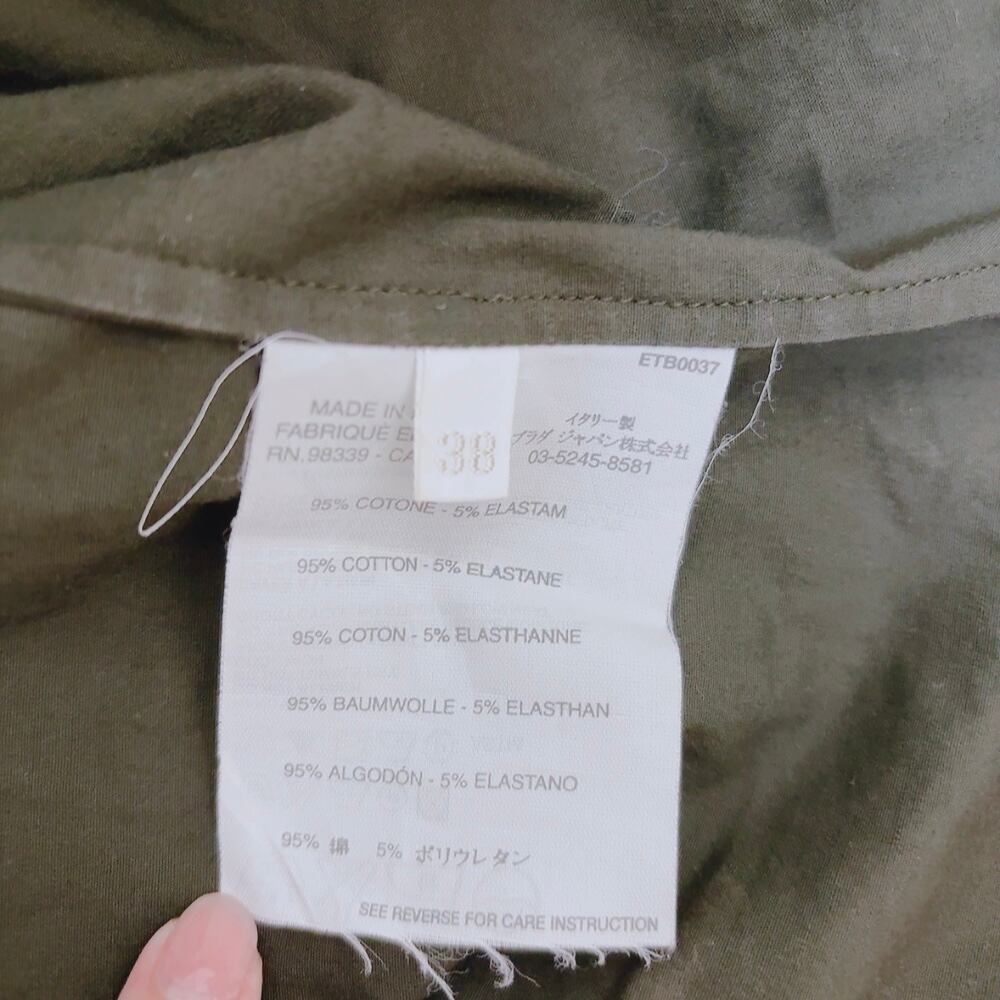 ETB0037
MADE IN
FABRIQUÉ
RN.98339 - CA
38
イタリー製
プラダ ジャパン株式会社
03-5245-8581
95% COTONE - 5% ELASTAM
95% COTTON - 5% ELASTANE
95% COTON - 5% ELASTHANNE
95% BAUMWOLLE - 5% ELASTHAN
95% ALGODÓN - 5% ELASTANO
95% 綿 5% ポリウレタン
SEE REVERSE FOR CARE INSTRUCTION